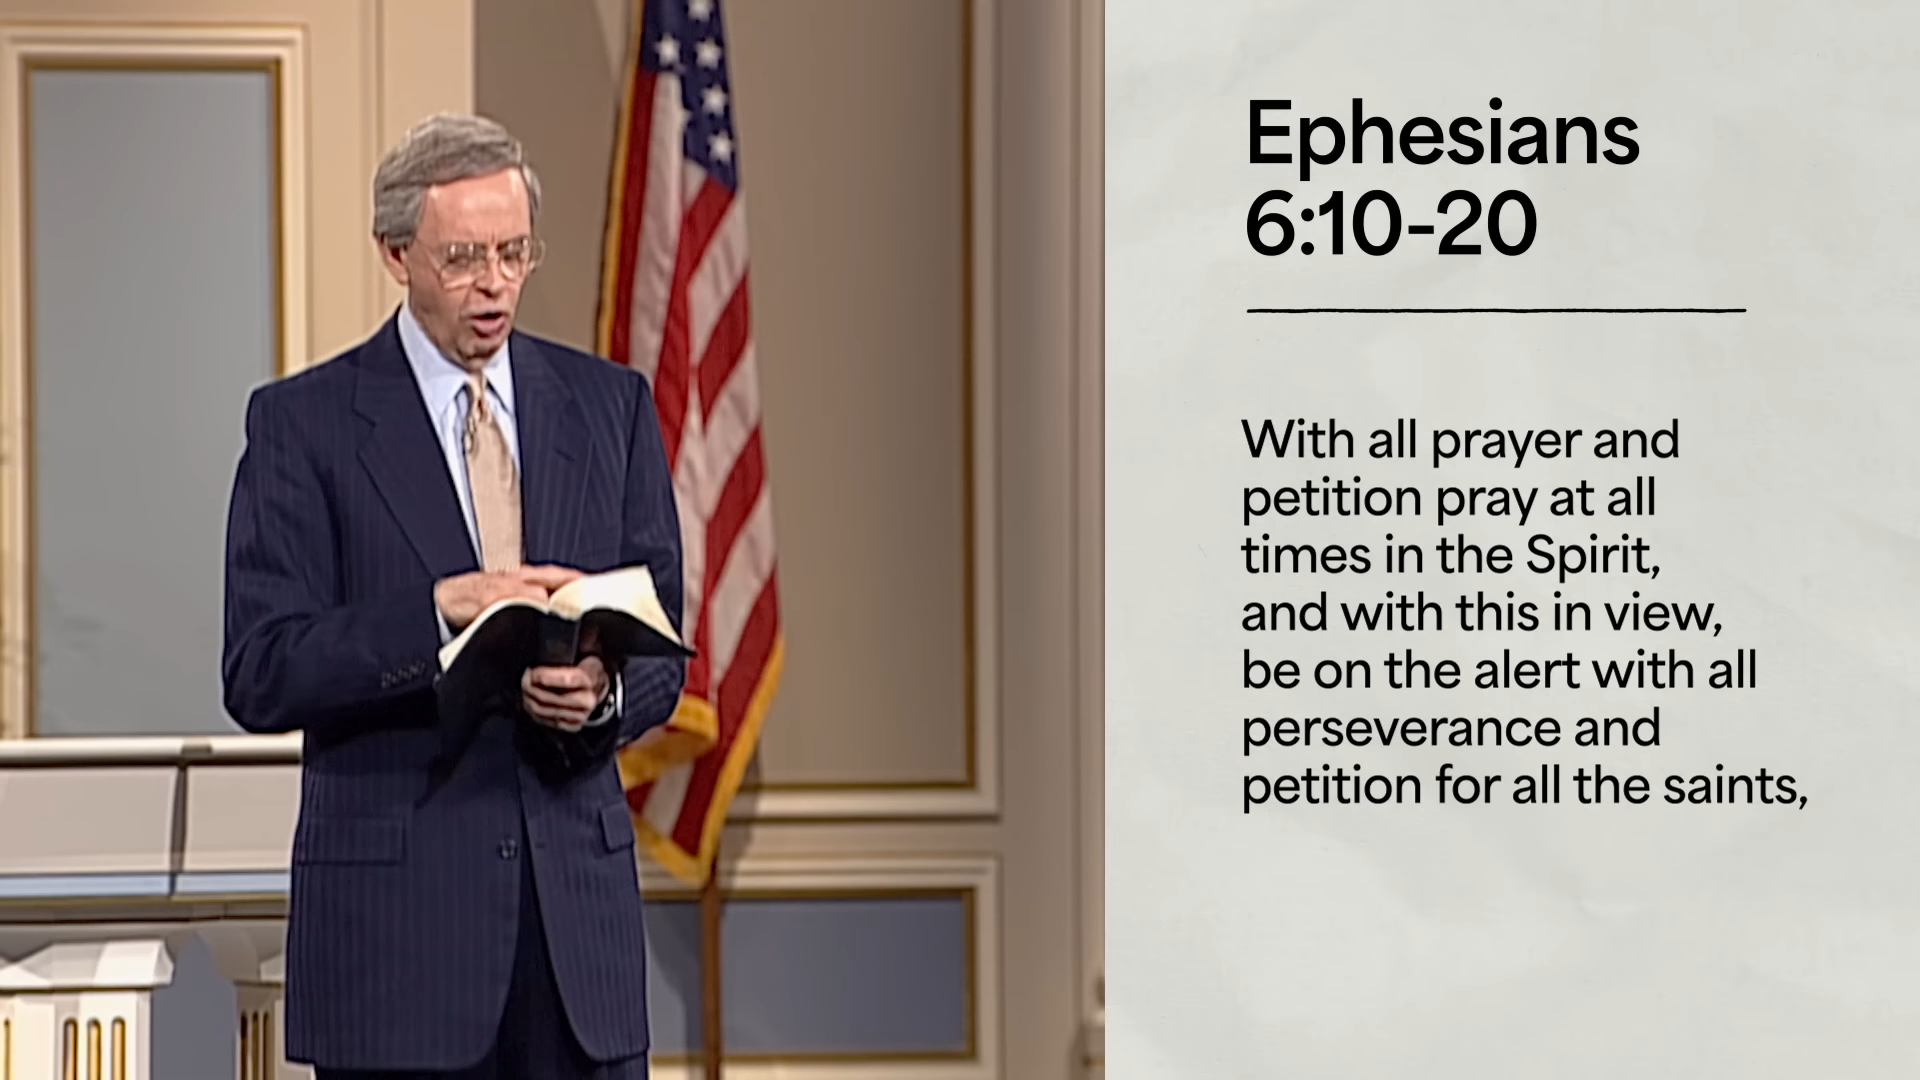 Ephesians
6:10-20
With all prayer and
petition pray at all
times in the Spirit,
and with this in view,
be on the alert with all
perseverance and
petition for all the saints,